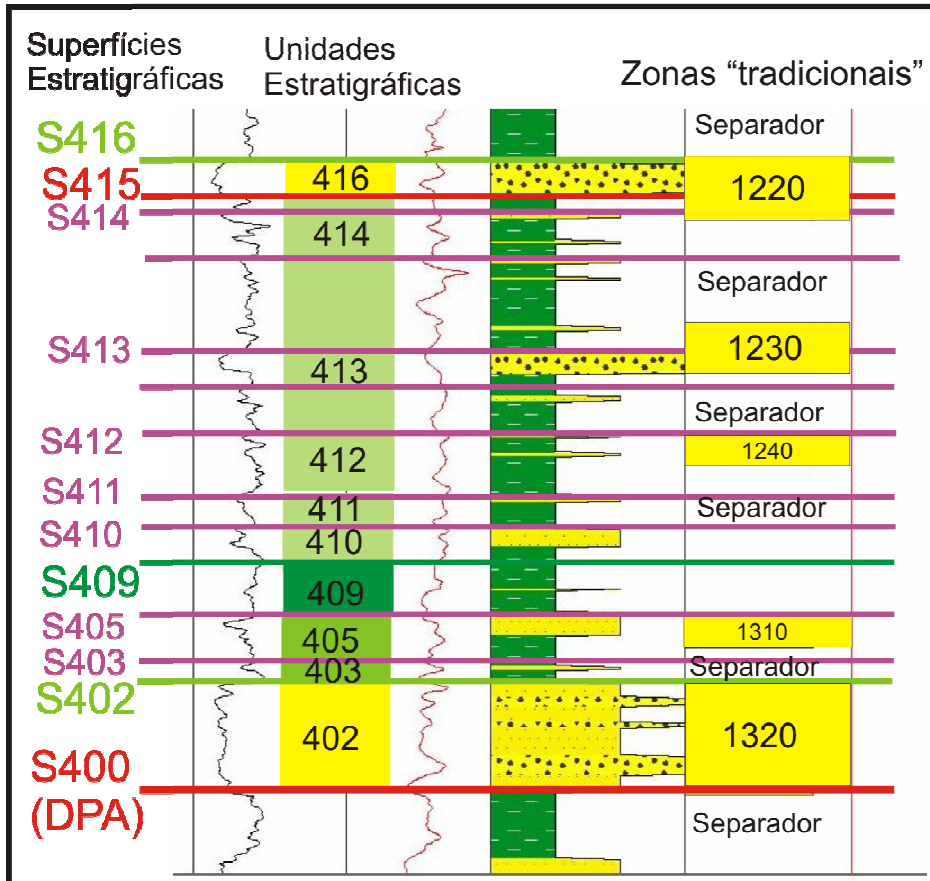 Superfícies
Estratigráficas
Unidades
Estratigráficas
Zonas “tradicionais”
S416
S415
S414
S413
S412
S411
S410
S409
S405
S403
S402
S400
(DPA)
416
414
413
412
411
410
409
405
403
402
Separador
1220
Separador
1230
Separador
1240
Separador
1310
Separador
1320
Separador